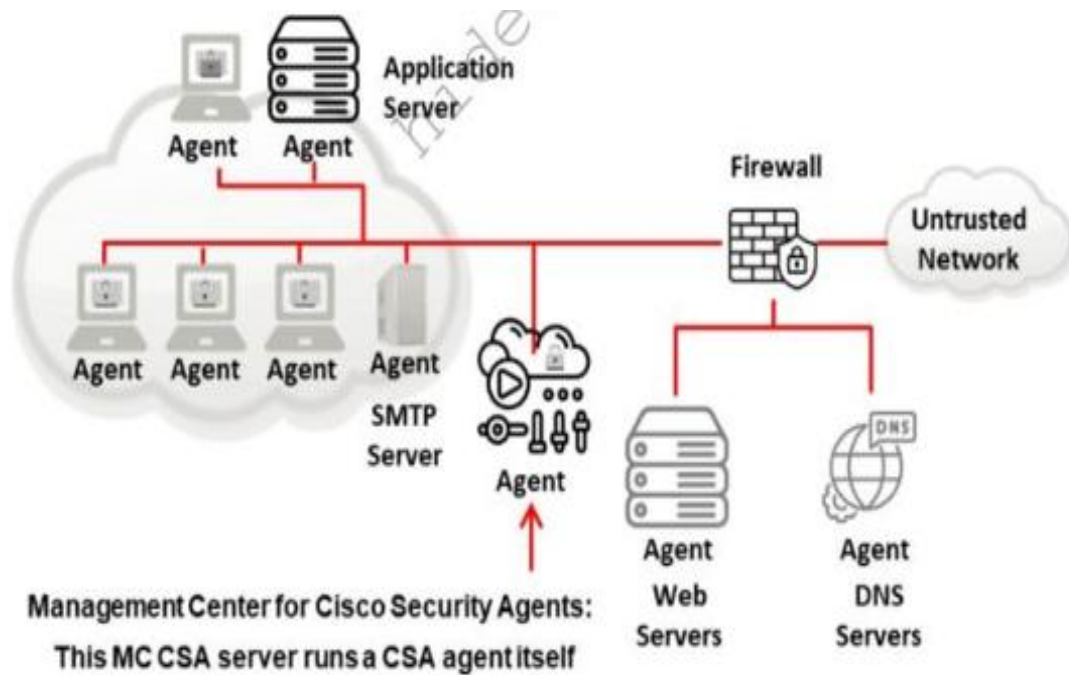 Application
Server
Agent
Agent
Firewall
Untrusted
Network
Agent
Agent
Agent
Agent
SMTP
Server
Agent
DNS
Agent
Web
Servers
Agent
DNS
Servers
Management Center for Cisco Security Agents:
This MC CSA server runs a CSA agent itself